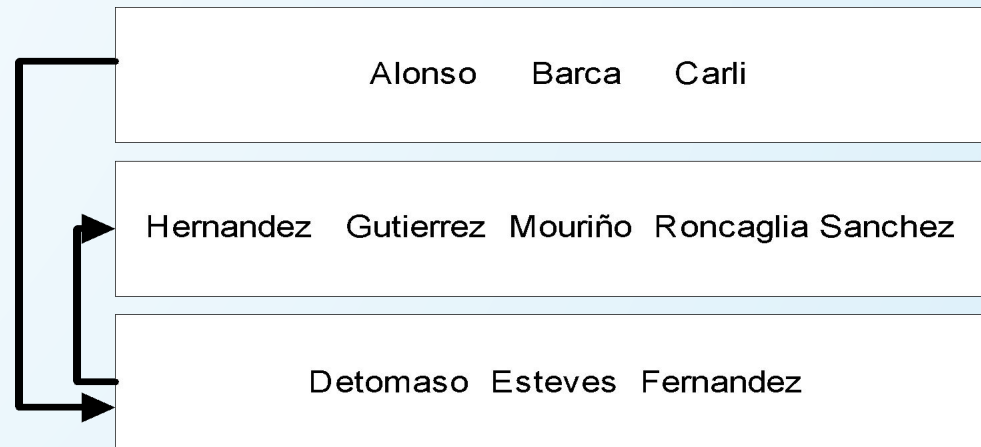 Alonso Barca Carli
Hernandez Gutierrez Mouriño Roncaglia Sanchez
Detomaso Esteves Fernandez